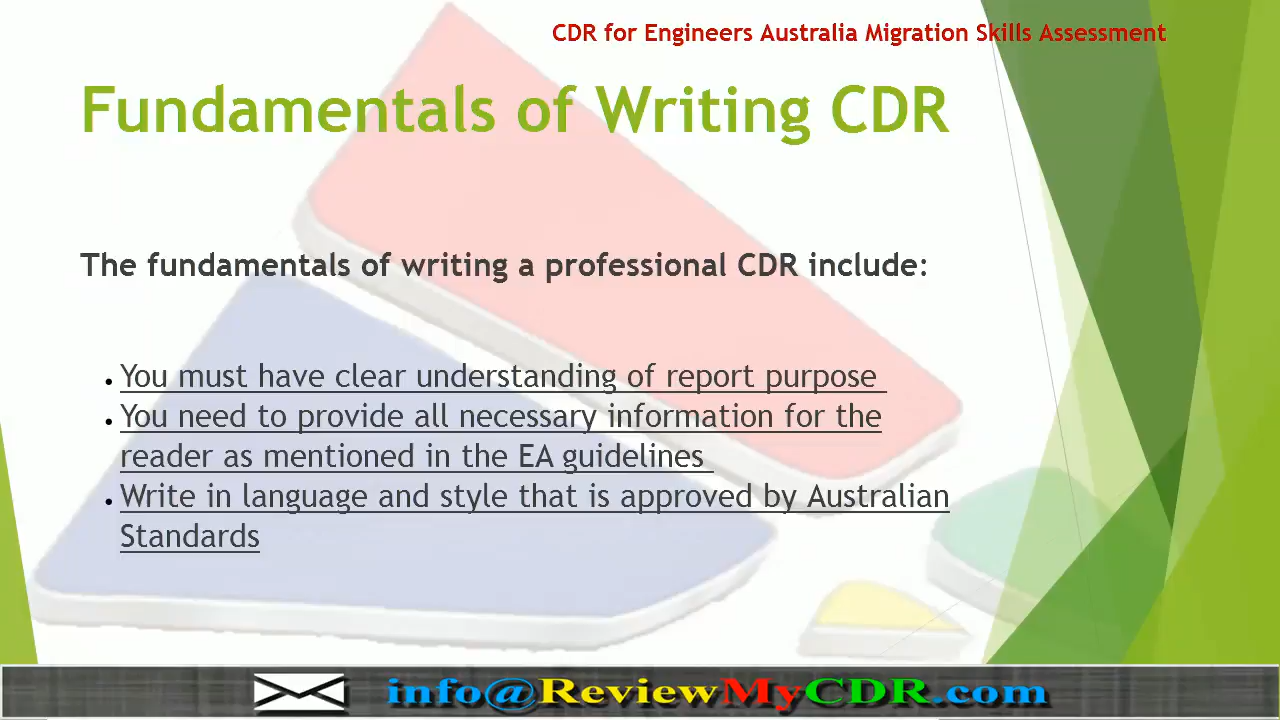 CDR for Engineers Australia Migration Skills Assessment
Fundamentals of Writing CDR
The fundamentals of writing a professional CDR include:
• You must have clear understanding of report purpose
• You need to provide all necessary information for the
reader as mentioned in the EA guidelines
• Write in language and style that is approved by Australian
Standards
info@ReviewMyCDR.com